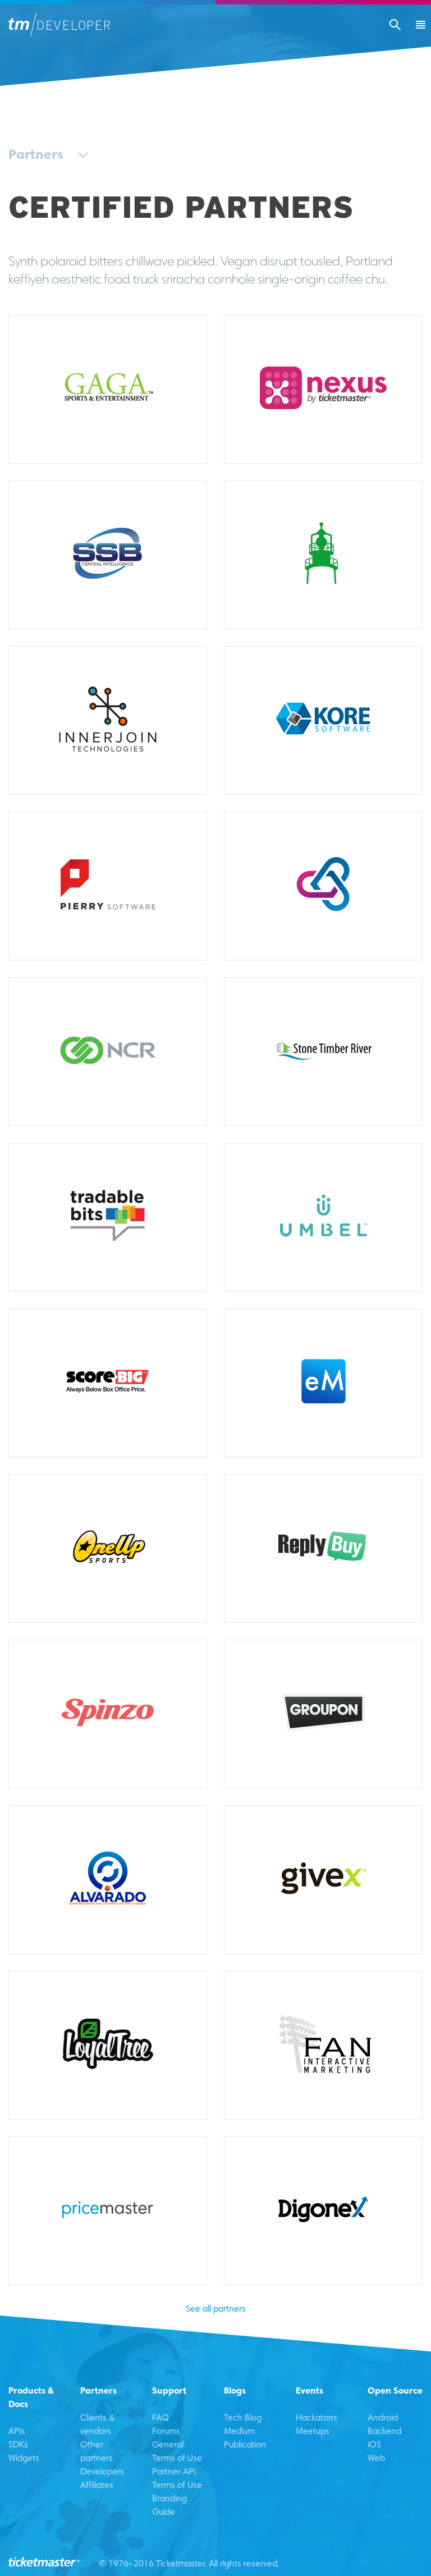 tm/DEVELOPER
Partners
CERTIFIED PARTNERS
Synth polaroid bitters chillwave pickled. Vegan disrupt tousled, Portland
keffiyeh aesthetic food truck sriracha cornhole single-origin coffee chu.
GAGA™
SPORTS & ENTERTAINMENT
nexus
by ticketmaster®
SSB
CENTRAL INTELLIGENCE
INNERJOIN
TECHNOLOGIES
KORE
SOFTWARE
PIERRY SOFTWARE
NCR
Stone Timber River
tradable
bits
UMBEL
scoreBIG
Always Below Box Office Price.
eM
OneUp
SPORTS
Reply Buy
Spinzo
GROUPON
ALVARADO
givex
LoyalTree
FAN
INTERACTIVE
MARKETING
pricemaster
Digonex
See all partners
Products &
Docs
APIs
SDKs
Widgets
Partners
Clients &
vendors
Other
partners
Developers
Affiliates
Support
FAQ
Forums
General
Terms of Use
Partner API
Terms of Use
Branding
Guide
Blogs
Tech Blog
Medium
Publication
Events
Hackatons
Meetups
Open Source
Android
Backend
iOS
Web
ticketmaster®
© 1976–2016 Ticketmaster. All rights reserved.